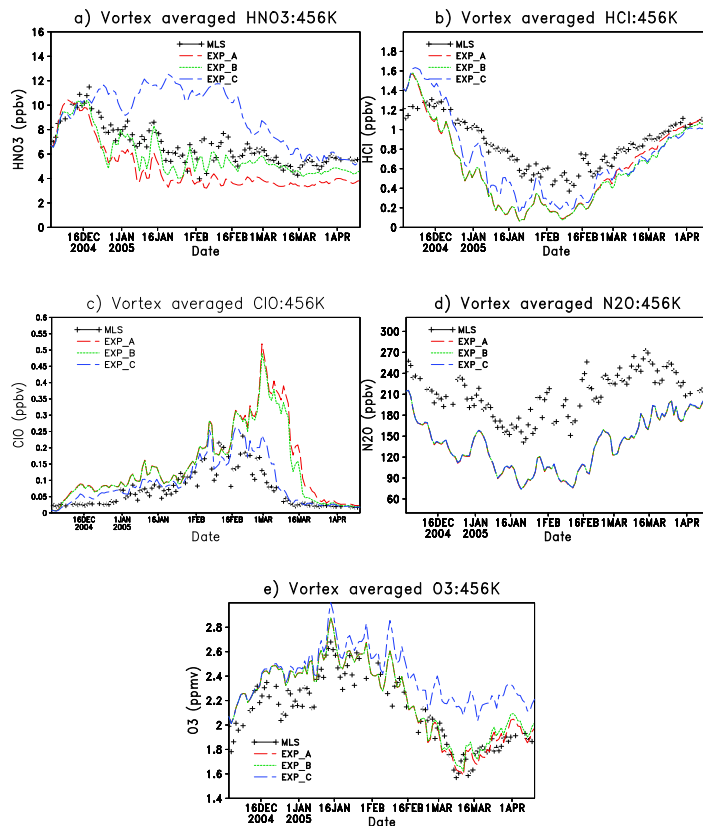 a) Vortex averaged HNO3:456K
HNO3 (ppbv)
16
14
12
10
8
6
4
2
0
MLS
EXP_A
EXP_B
EXP_C
16DEC 1JAN 16JAN 1FEB 16FEB 1MAR 16MAR 1APR
2004 2005
Date
b) Vortex averaged HCl:456K
HCl (ppbv)
1.8
1.6
1.4
1.2
1
0.8
0.6
0.4
0.2
0
MLS
EXP_A
EXP_B
EXP_C
16DEC 1JAN 16JAN 1FEB 16FEB 1MAR 16MAR 1APR
2004 2005
Date
c) Vortex averaged ClO:456K
ClO (ppbv)
0.6
0.55
0.5
0.45
0.4
0.35
0.3
0.25
0.2
0.15
0.1
0.05
0
MLS
EXP_A
EXP_B
EXP_C
16DEC 1JAN 16JAN 1FEB 16FEB 1MAR 16MAR 1APR
2004 2005
Date
d) Vortex averaged N2O:456K
N2O (ppbv)
300
270
240
210
180
150
120
90
60
MLS
EXP_A
EXP_B
EXP_C
16DEC 1JAN 16JAN 1FEB 16FEB 1MAR 16MAR 1APR
2004 2005
Date
e) Vortex averaged O3:456K
O3 (ppmv)
2.8
2.6
2.4
2.2
2
1.8
1.6
1.4
MLS
EXP_A
EXP_B
EXP_C
16DEC 1JAN 16JAN 1FEB 16FEB 1MAR 16MAR 1APR
2004 2005
Date